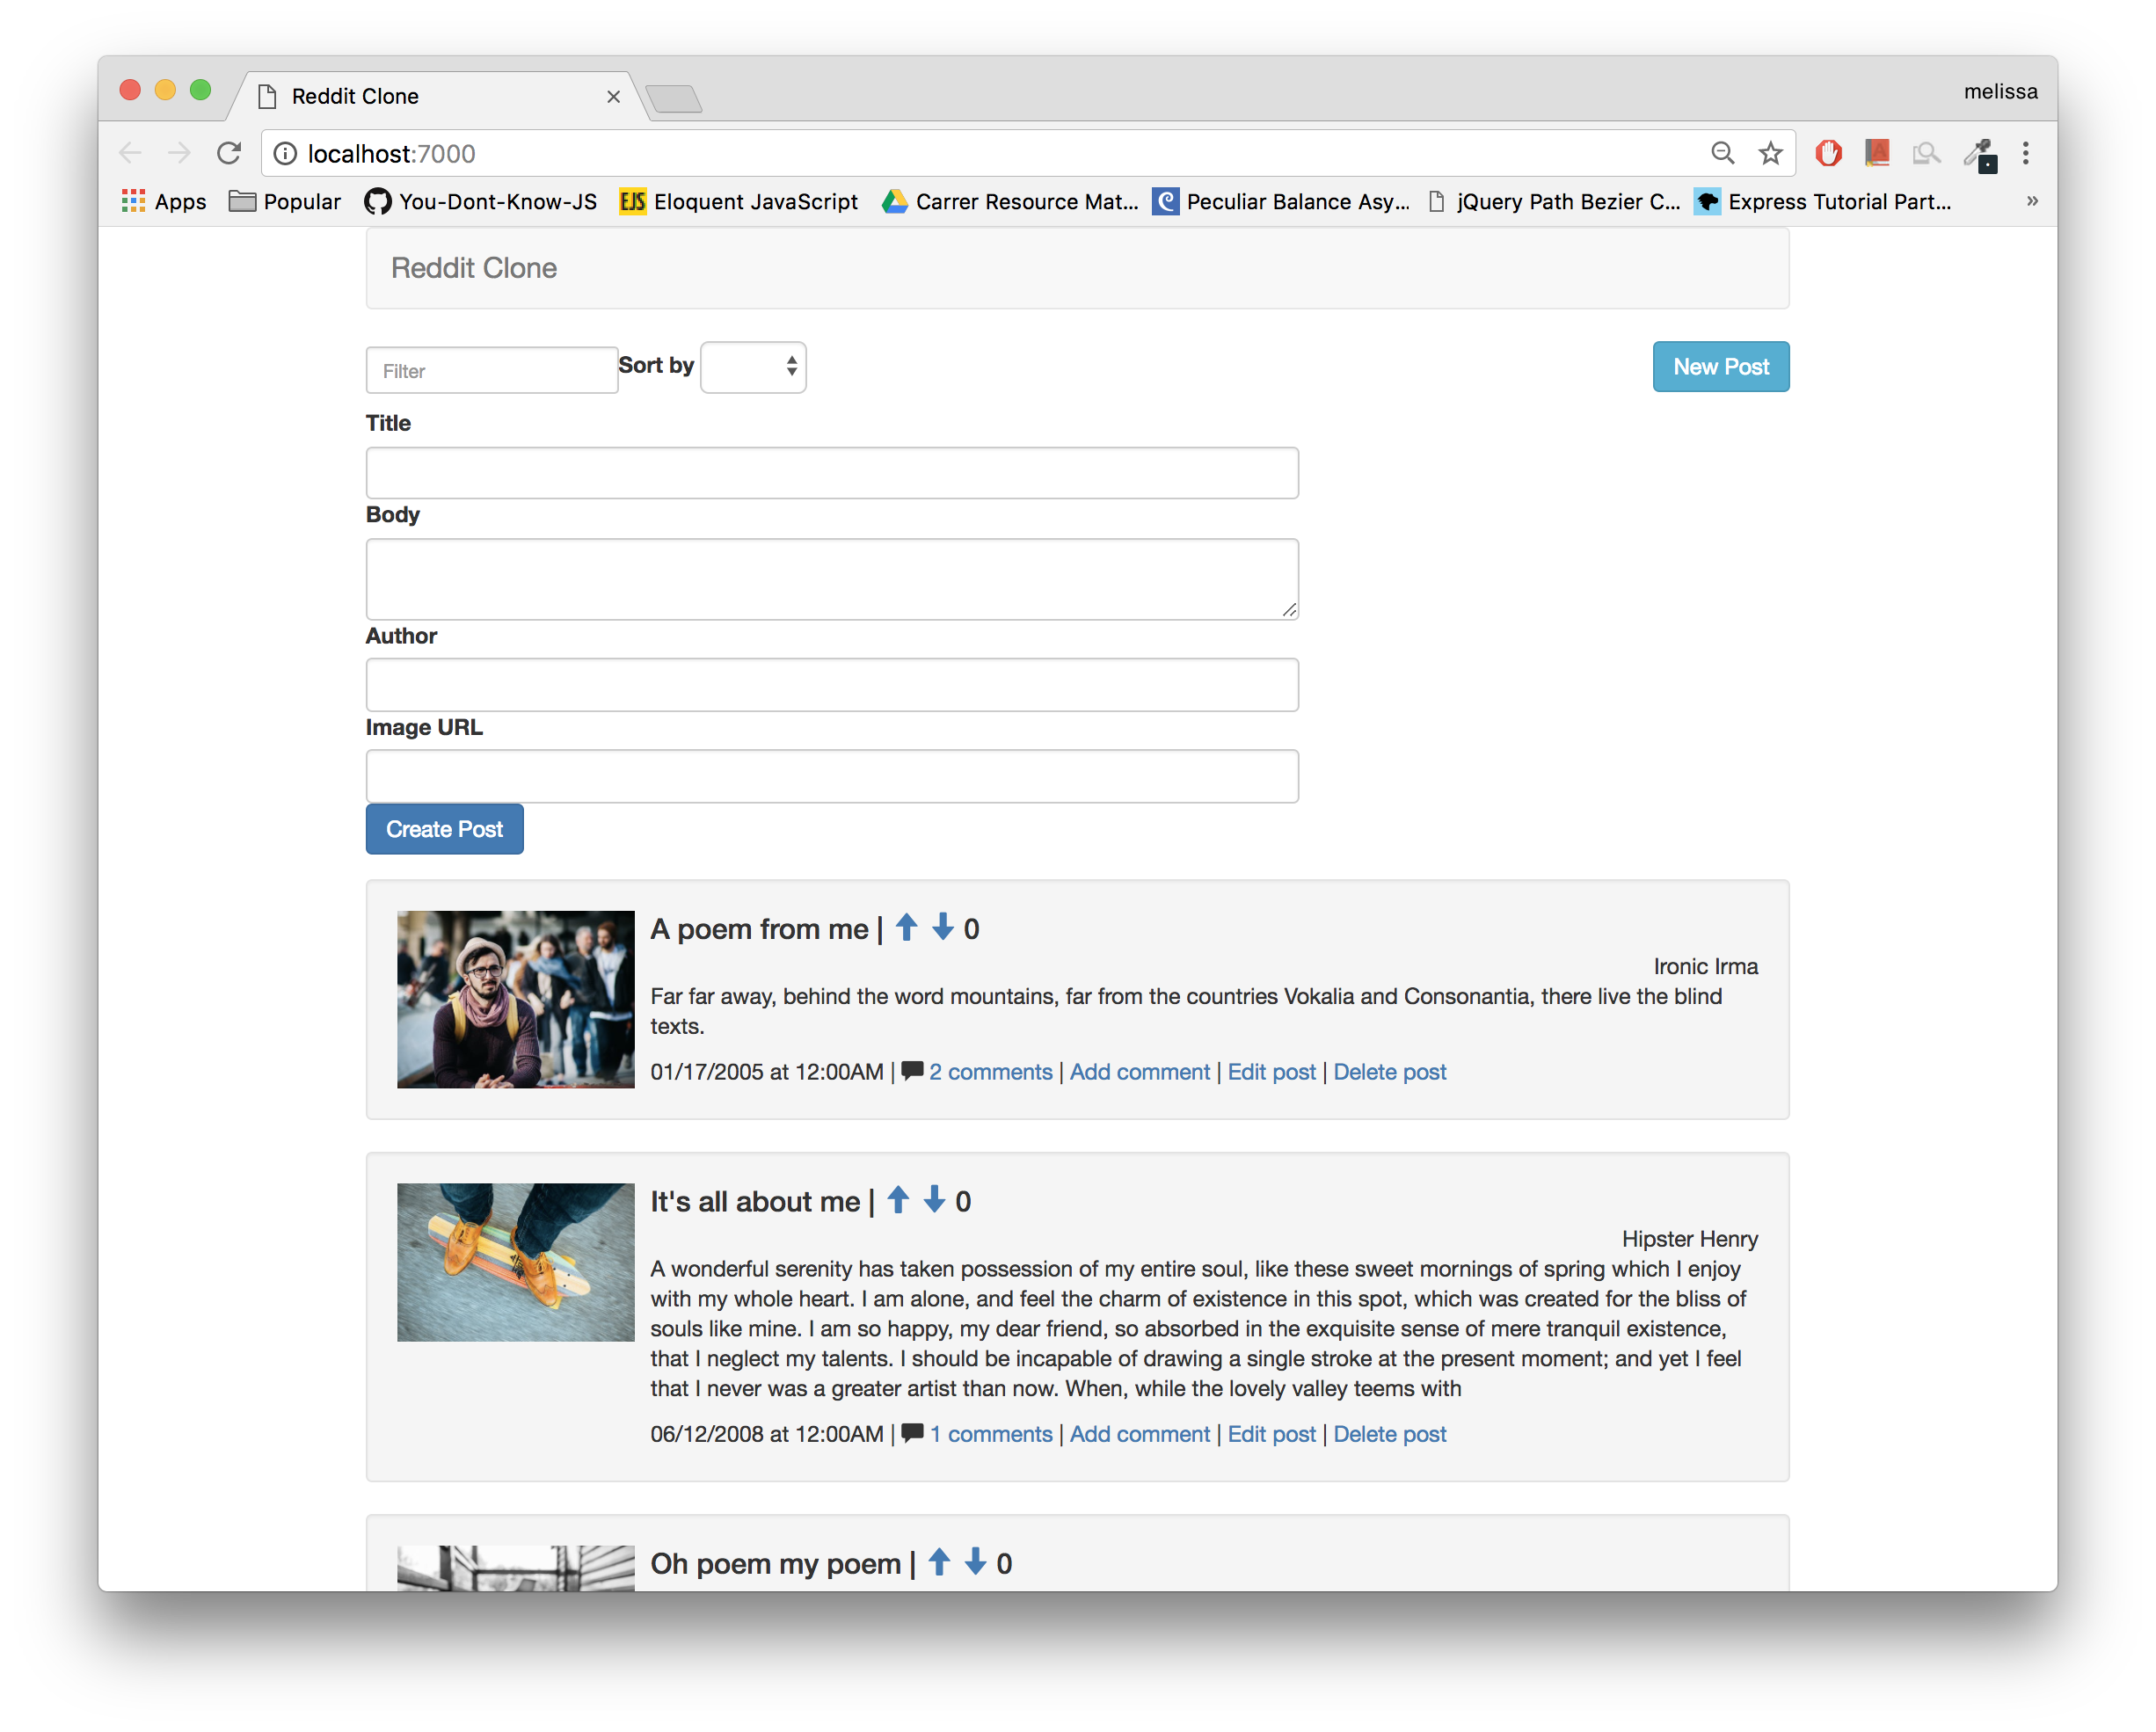 Reddit Clone
melissa
localhost:7000
Apps
Popular
You-Dont-Know-JS
EJS
Eloquent JavaScript
Carrer Resource Mat...
Peculiar Balance Asy...
jQuery Path Bezier C...
Express Tutorial Part...
»
Reddit Clone
Filter
Sort by
New Post
Title
Body
Author
Image URL
Create Post
A poem from me | 0
Ironic Irma
Far far away, behind the word mountains, far from the countries Vokalia and Consonantia, there live the blind
texts.
01/17/2005 at 12:00AM | 2 comments | Add comment | Edit post | Delete post
It's all about me | 0
Hipster Henry
A wonderful serenity has taken possession of my entire soul, like these sweet mornings of spring which I enjoy
with my whole heart. I am alone, and feel the charm of existence in this spot, which was created for the bliss of
souls like mine. I am so happy, my dear friend, so absorbed in the exquisite sense of mere tranquil existence,
that I neglect my talents. I should be incapable of drawing a single stroke at the present moment; and yet I feel
that I never was a greater artist than now. When, while the lovely valley teems with
06/12/2008 at 12:00AM | 1 comments | Add comment | Edit post | Delete post
Oh poem my poem | 0